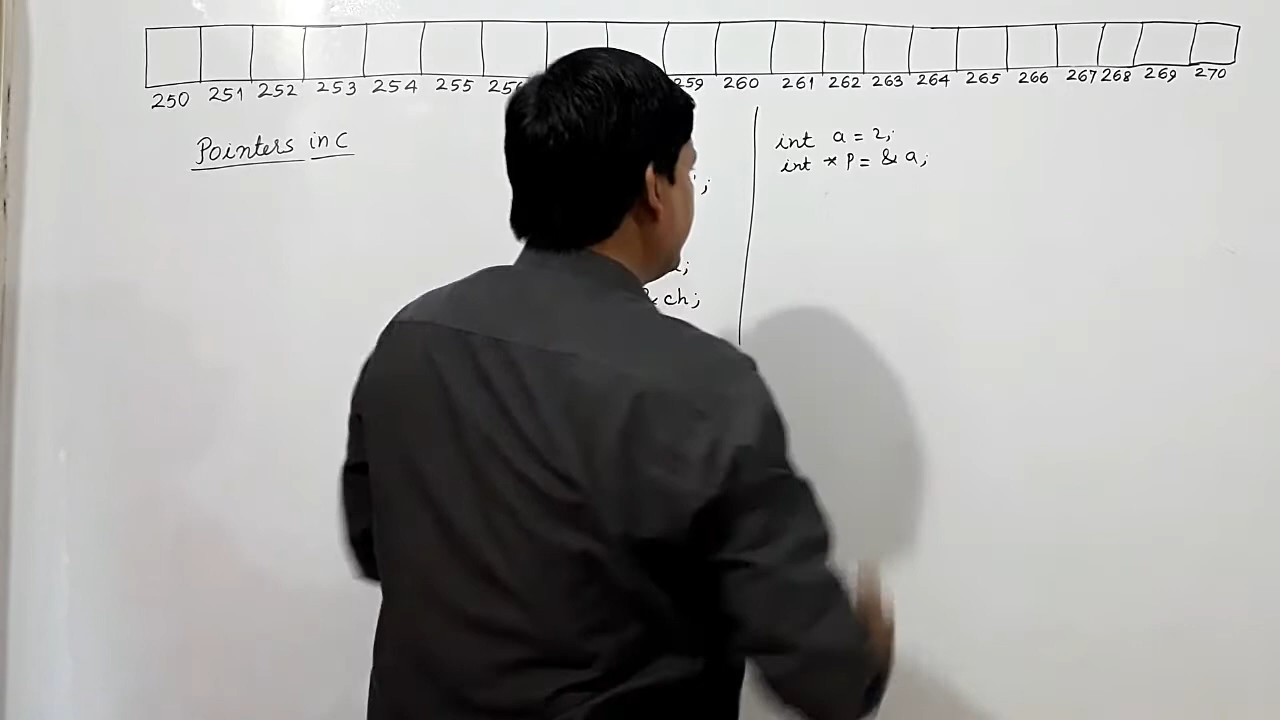 250 251 252 253 254 255 259 260 261 262 263 264 265 266 267 268 269 270
Pointers in C
;
;
& ch;
int a = 2;
int *p = & a;